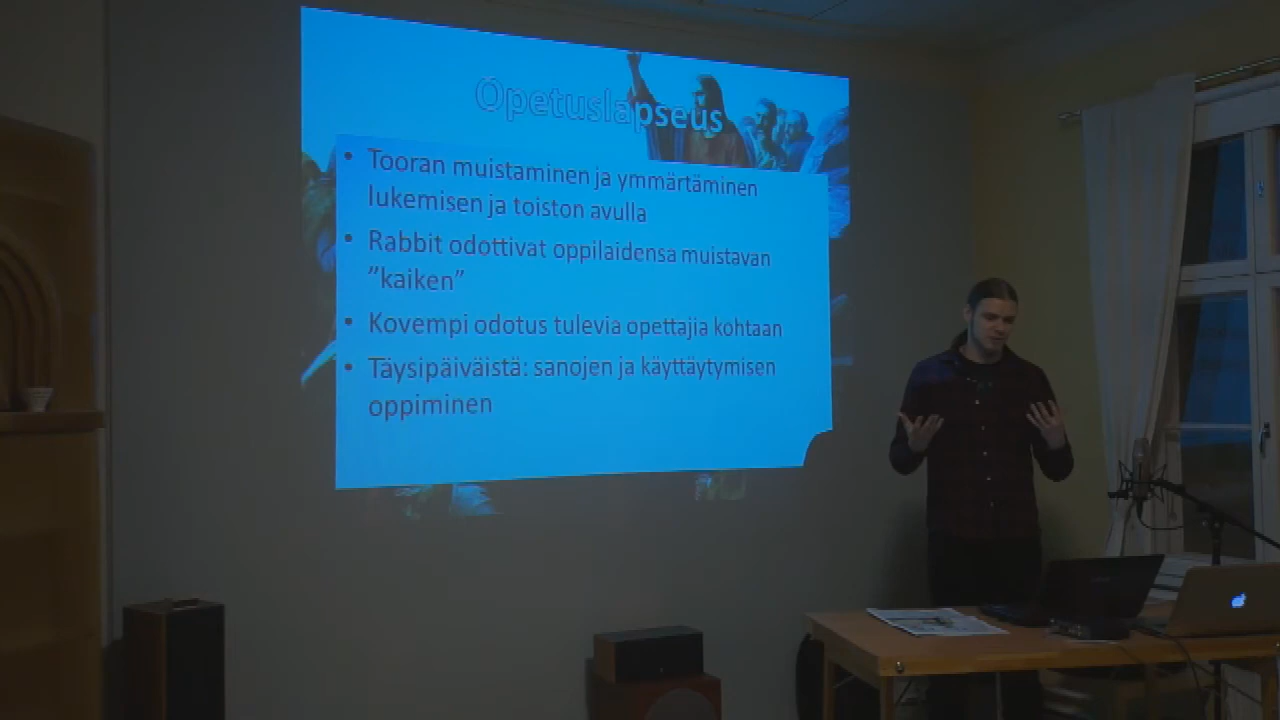 Opetuslapseus
• Tooran muistaminen ja ymmärtäminen
lukemisen ja toiston avulla
• Rabbit odottivat oppilaidensa muistavan
”kaiken”
• Kovempi odotus tulevia opettajia kohtaan
• Täysipäiväistä: sanojen ja käyttäytymisen
oppiminen